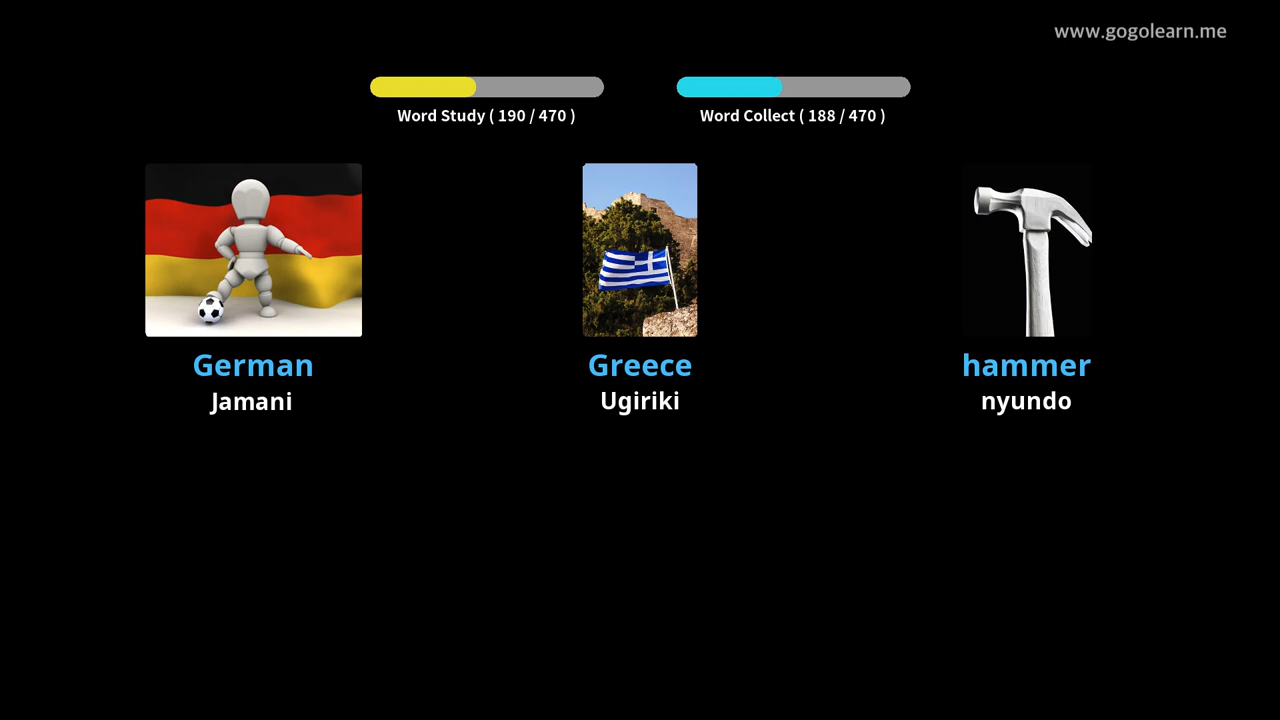 www.gogolearn.me
Word Study ( 190 / 470 )
Word Collect ( 188 / 470 )
German
Jamani
Greece
Ugiriki
hammer
nyundo